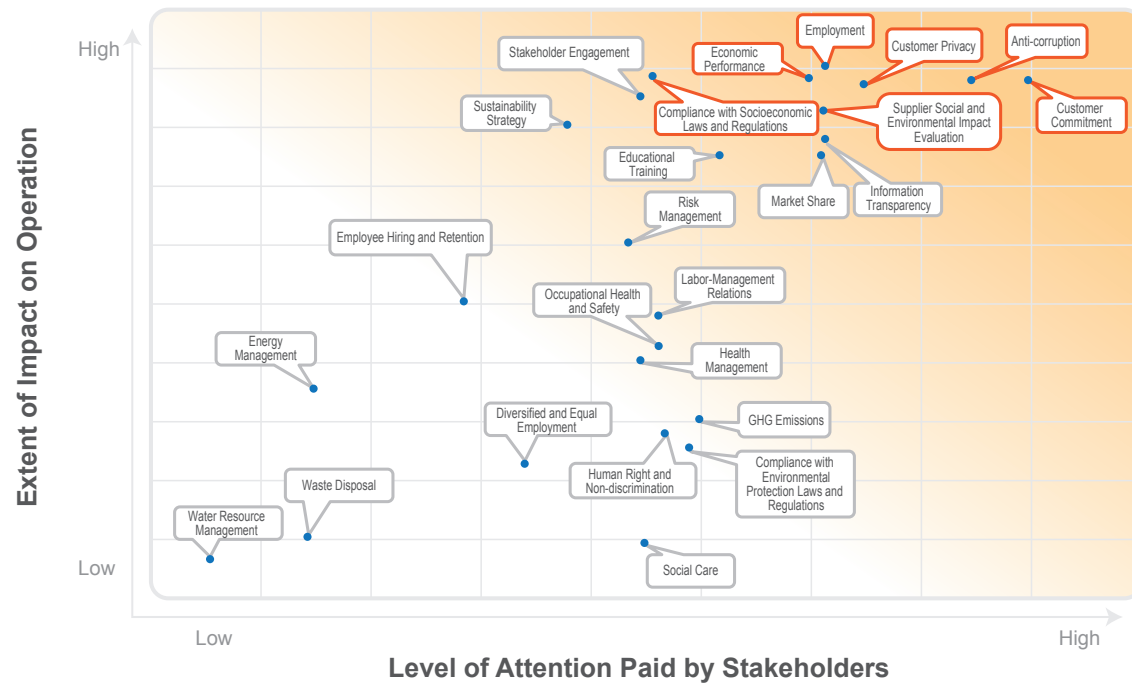 High
Employment
Customer Privacy
Anti-corruption
Stakeholder Engagement
Economic
Performance
Sustainability
Strategy
Compliance with Socioeconomic
Laws and Regulations
Supplier Social and
Environmental Impact
Evaluation
Customer
Commitment
Educational
Training
Market Share
Information
Transparency
Risk
Management
Employee Hiring and Retention
Labor-Management
Relations
Occupational Health
and Safety
Energy
Management
Health
Management
Diversified and Equal
Employment
GHG Emissions
Human Right and
Non-discrimination
Compliance with
Environmental
Protection Laws and
Regulations
Waste Disposal
Water Resource
Management
Social Care
Low
Extent of Impact on Operation
Low
High
Level of Attention Paid by Stakeholders